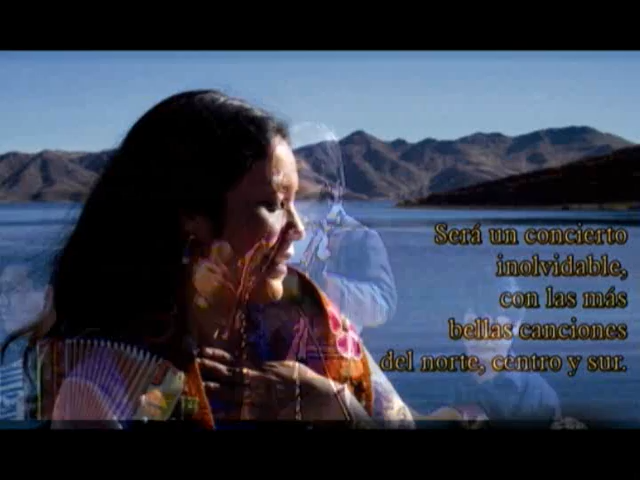 Será un concierto
inolvidable,
con las más
bellas canciones
del norte, centro y sur.